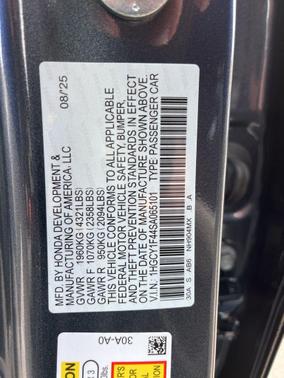 MFD. BY HONDA DEVELOPMENT & 08/'25
MANUFACTURING OF AMERICA, LLC
GVWR 1960KG(4321LBS)
GAWR F 1070KG(2358LBS)
GAWR R 950KG(2094LBS)
THIS VEHICLE CONFORMS TO ALL APPLICABLE
FEDERAL MOTOR VEHICLE SAFETY, BUMPER,
AND THEFT PREVENTION STANDARDS IN EFFECT
ON THE DATE OF MANUFACTURE SHOWN ABOVE.
V.I.N.: 1HGCY1F44SA065101 TYPE:PASSENGER CAR
30A S AB6 NH904MX B A
30A-A0